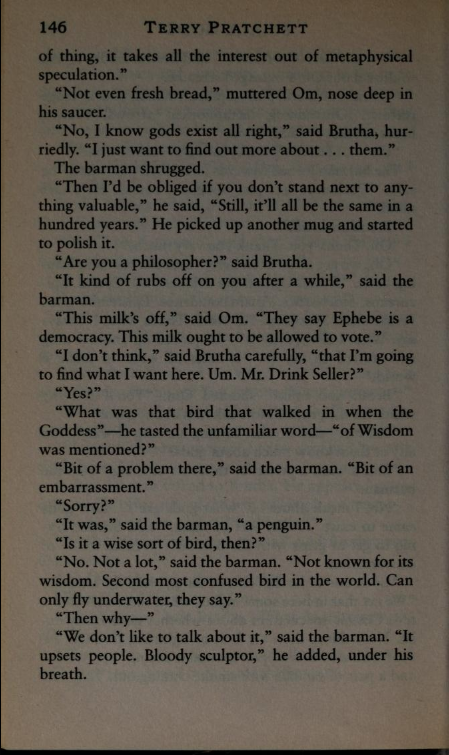 146 TERRY PRATCHETT
of thing, it takes all the interest out of metaphysical
speculation.”
“Not even fresh bread,” muttered Om, nose deep in
his saucer.
“No, I know gods exist all right,” said Brutha, hur-
riedly. “I just want to find out more about . . . them.”
The barman shrugged.
“Then I’d be obliged if you don’t stand next to any-
thing valuable,” he said, “Still, it’ll all be the same in a
hundred years.” He picked up another mug and started
to polish it.
“Are you a philosopher?” said Brutha.
“It kind of rubs off on you after a while,” said the
barman.
“This milk’s off,” said Om. “They say Ephebe is a
democracy. This milk ought to be allowed to vote.”
“I don’t think,” said Brutha carefully, “that I’m going
to find what I want here. Um. Mr. Drink Seller?”
“Yes?”
“What was that bird that walked in when the
Goddess”—he tasted the unfamiliar word—“of Wisdom
was mentioned?”
“Bit of a problem there,” said the barman. “Bit of an
embarrassment.”
“Sorry?”
“It was,” said the barman, “a penguin.”
“Is it a wise sort of bird, then?”
“No. Not a lot,” said the barman. “Not known for its
wisdom. Second most confused bird in the world. Can
only fly underwater, they say.”
“Then why—”
“We don’t like to talk about it,” said the barman. “It
upsets people. Bloody sculptor,” he added, under his
breath.